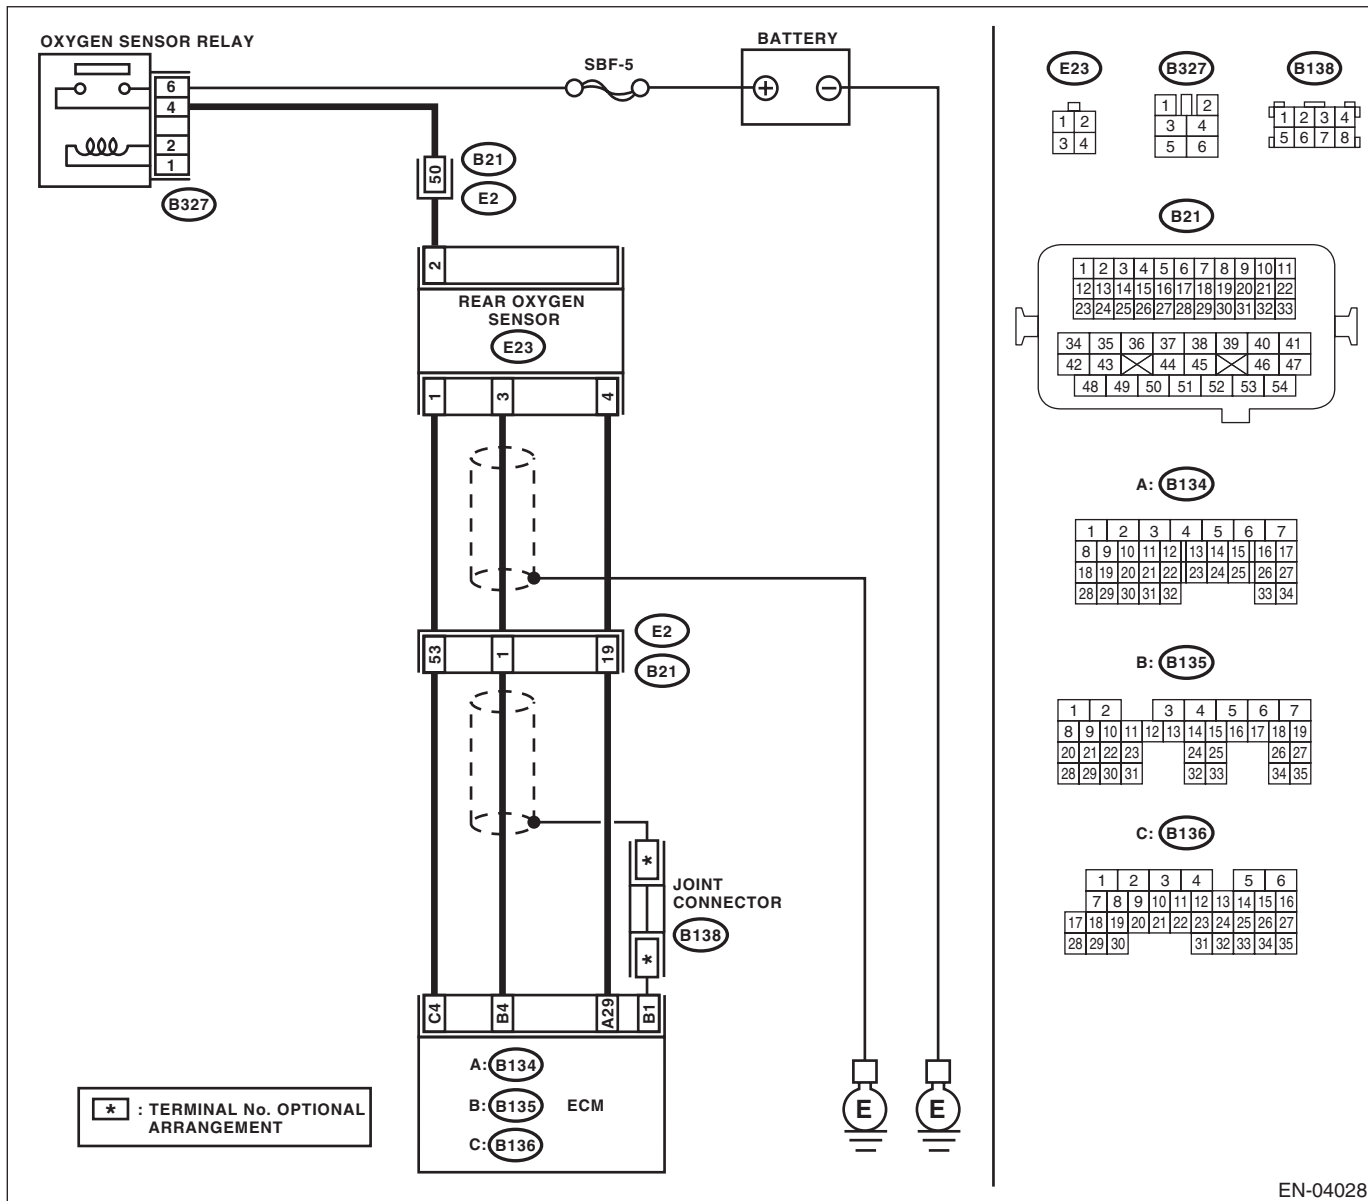 OXYGEN SENSOR RELAY
6
4
2
1
B327
SBF-5
BATTERY
+
−
50
B21
E2
2
REAR OXYGEN
SENSOR
E23
1 3 4
E2
53 1 19
B21
*
JOINT
CONNECTOR
B138
*
C4 B4 A29 B1
A: B134
B: B135 ECM
C: B136
E E
* : TERMINAL No. OPTIONAL
ARRANGEMENT
E23
1 2
3 4
B327
1 2
3 4
5 6
B138
1 2 3 4
5 6 7 8
B21
1 2 3 4 5 6 7 8 9 10 11
12 13 14 15 16 17 18 19 20 21 22
23 24 25 26 27 28 29 30 31 32 33
34 35 36 37 38 39 40 41
42 43 44 45 46 47
48 49 50 51 52 53 54
A: B134
1 2 3 4 5 6 7
8 9 10 11 12 13 14 15 16 17
18 19 20 21 22 23 24 25 26 27
28 29 30 31 32 33 34
B: B135
1 2 3 4 5 6 7
8 9 10 11 12 13 14 15 16 17 18 19
20 21 22 23 24 25 26 27
28 29 30 31 32 33 34 35
C: B136
1 2 3 4 5 6
7 8 9 10 11 12 13 14 15 16
17 18 19 20 21 22 23 24 25 26 27
28 29 30 31 32 33 34 35
EN-04028